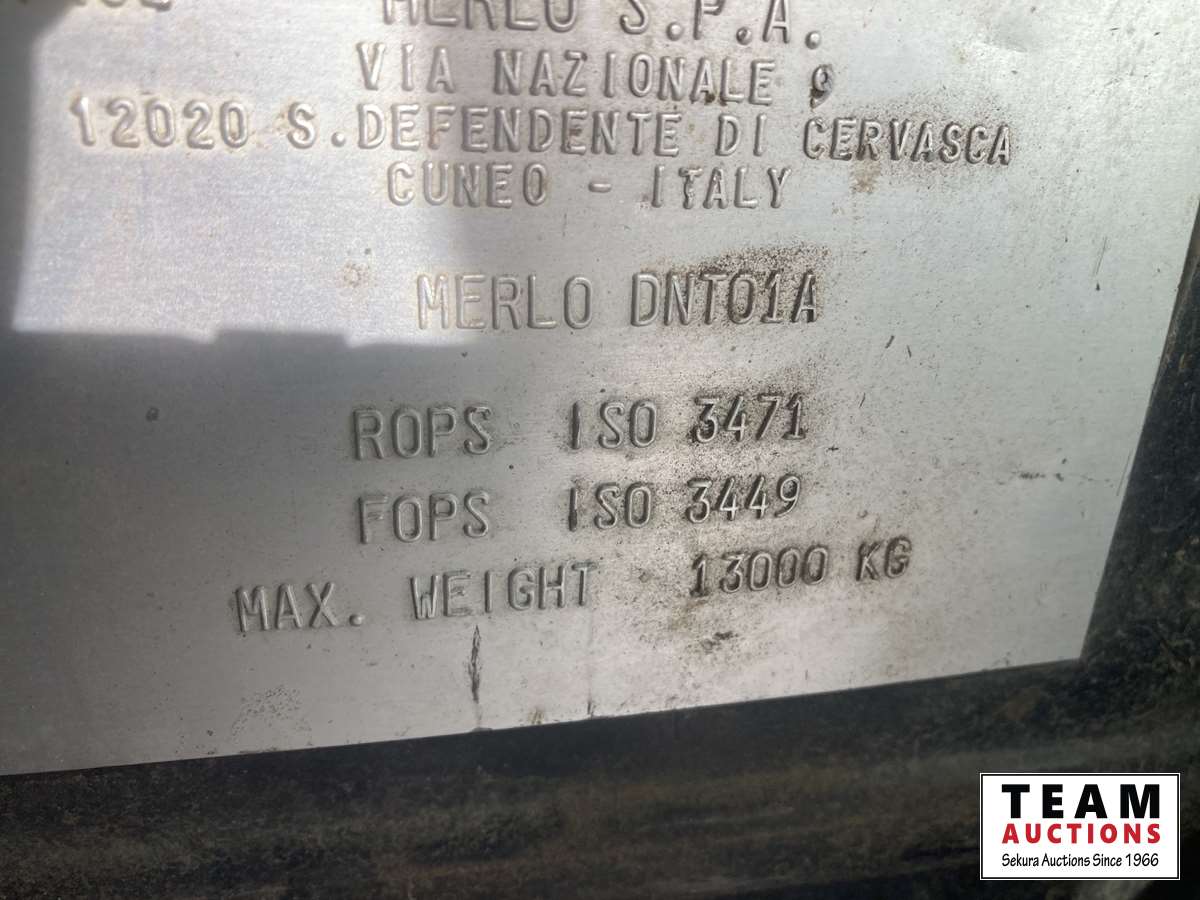 MERLO S.P.A.
VIA NAZIONALE 9
12020 S.DEFENDENTE DI CERVASCA
CUNEO - ITALY
MERLO DNT01A
ROPS ISO 3471
FOPS ISO 3449
MAX. WEIGHT 13000 KG
TEAM
AUCTIONS
Sekura Auctions Since 1966